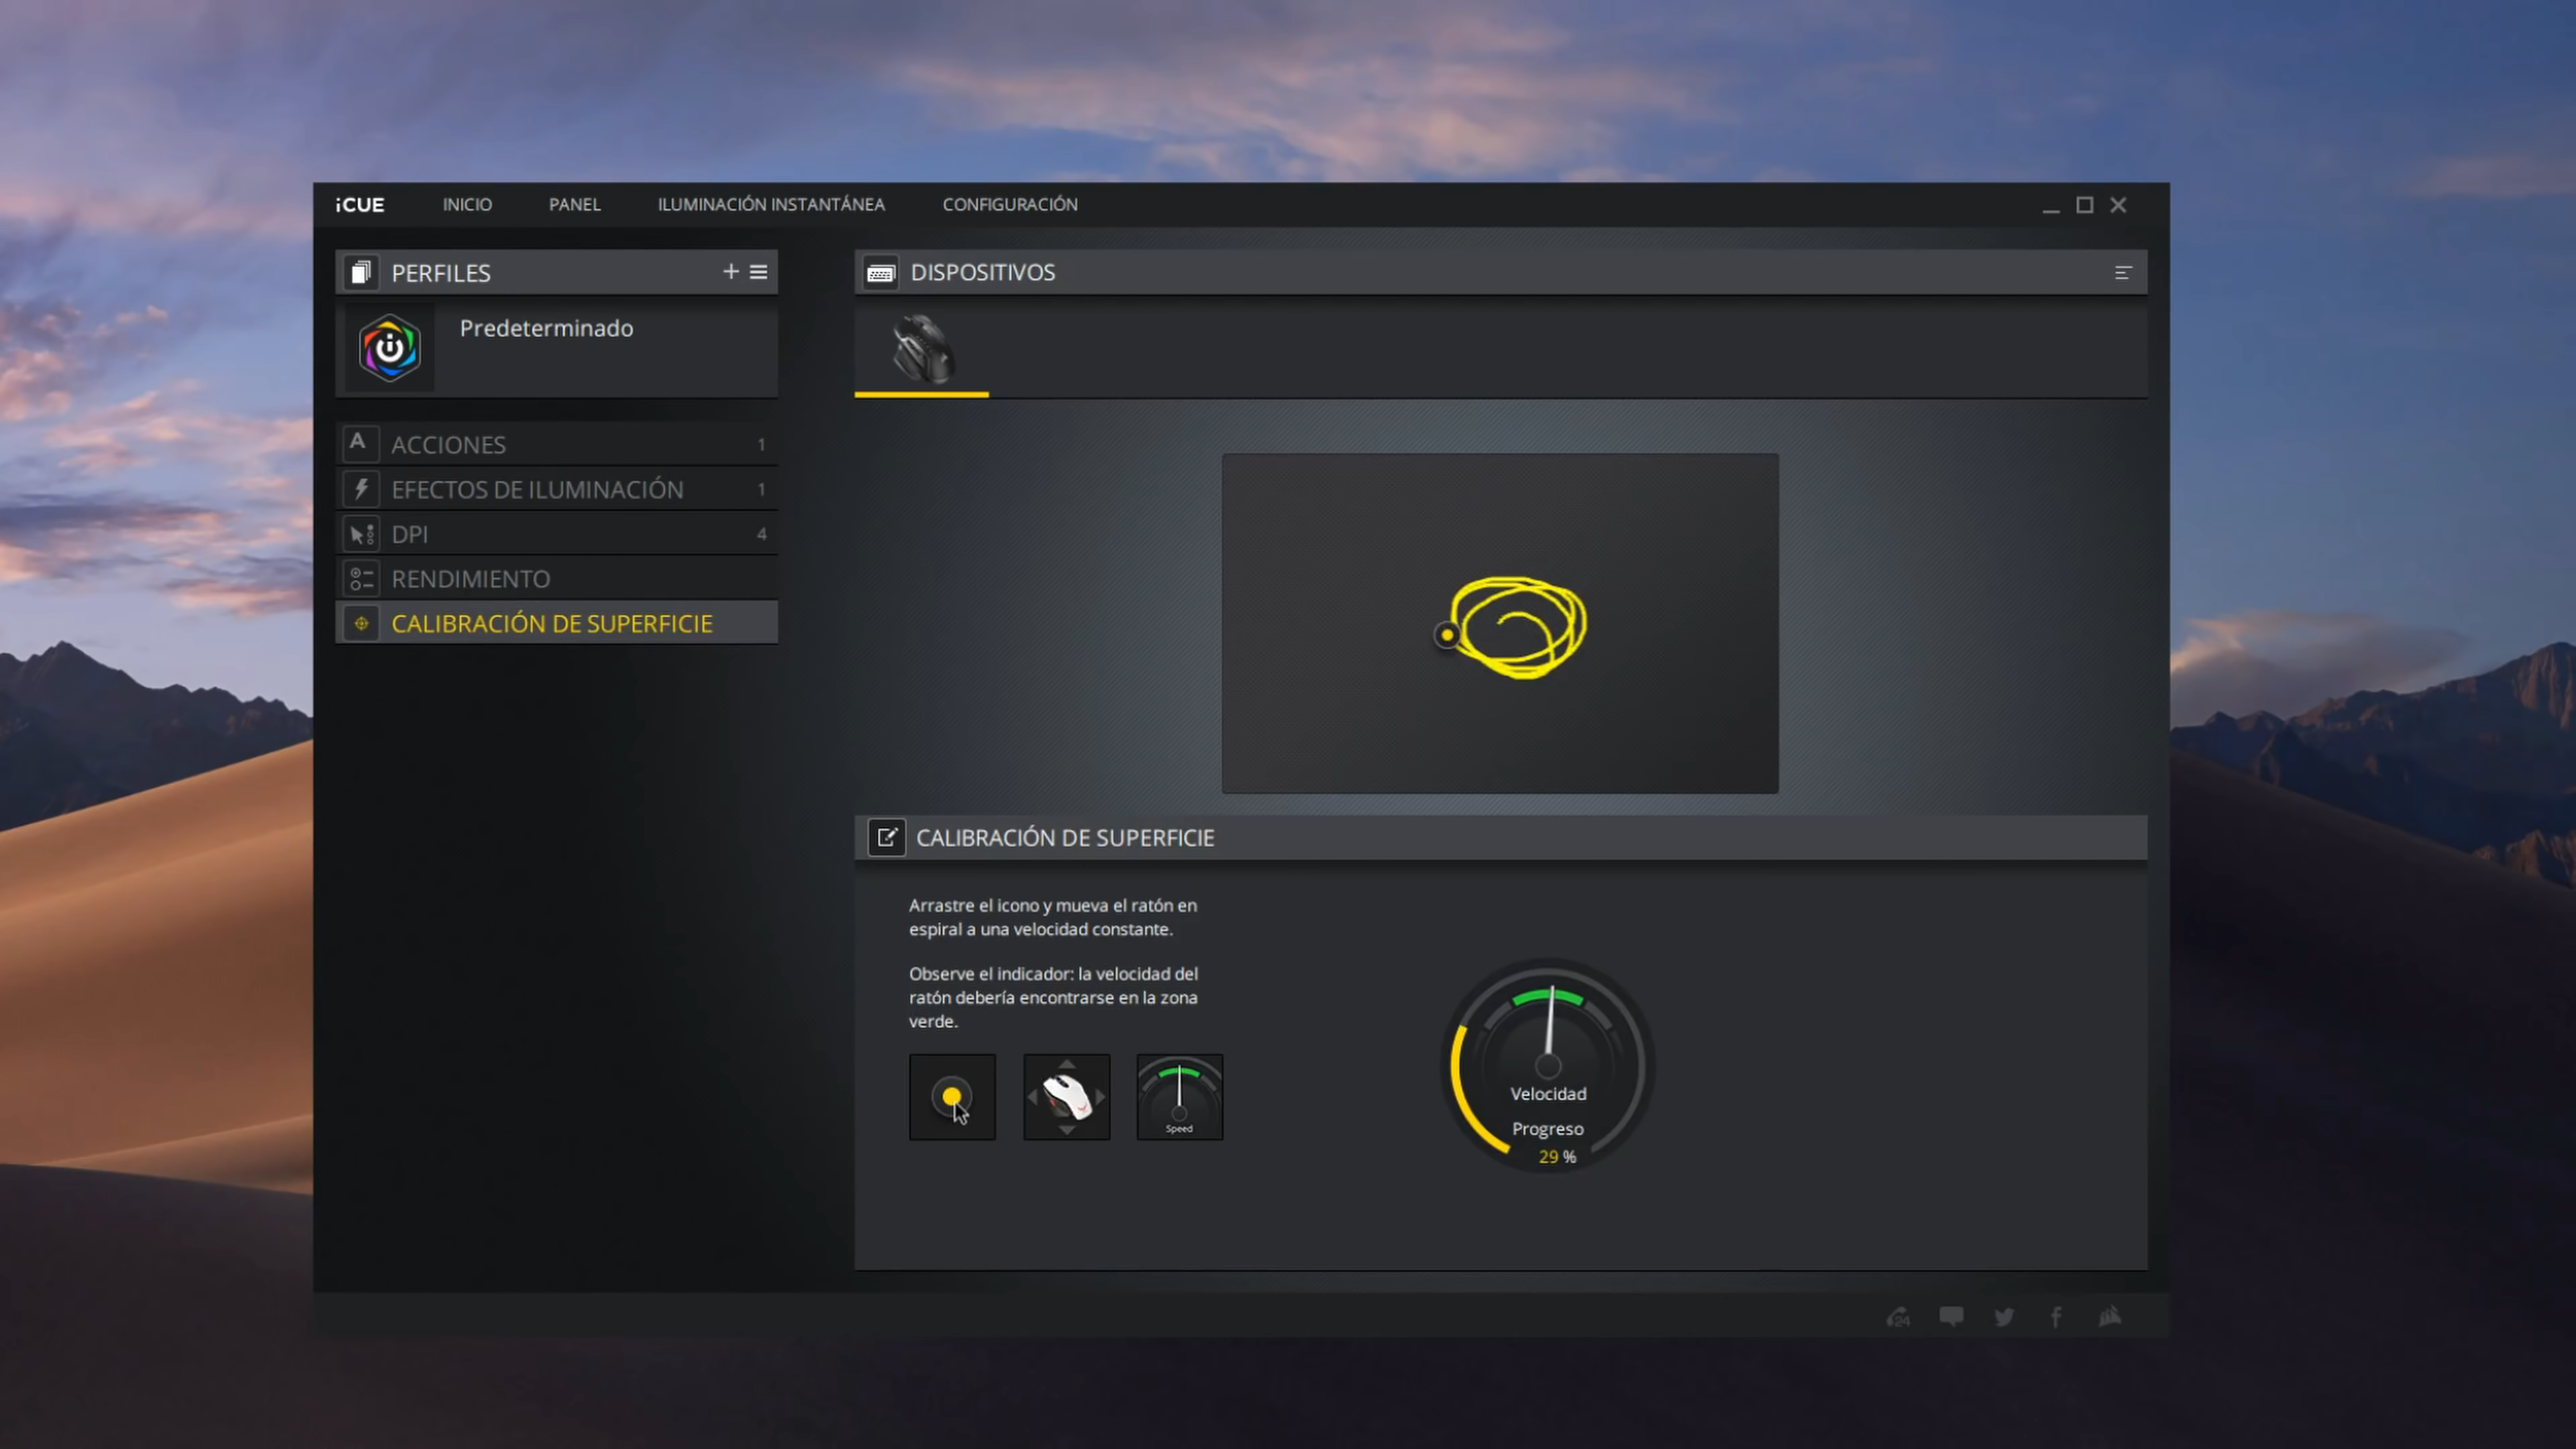 iCUE INICIO PANEL ILUMINACIÓN INSTANTÁNEA CONFIGURACIÓN
PERFILES
Predeterminado
A ACCIONES 1
EFECTOS DE ILUMINACIÓN 1
DPI 4
RENDIMIENTO
CALIBRACIÓN DE SUPERFICIE
DISPOSITIVOS
CALIBRACIÓN DE SUPERFICIE
Arrastre el icono y mueva el ratón en
espiral a una velocidad constante.
Observe el indicador: la velocidad del
ratón debería encontrarse en la zona
verde.
Speed
Velocidad
Progreso
29 %
24